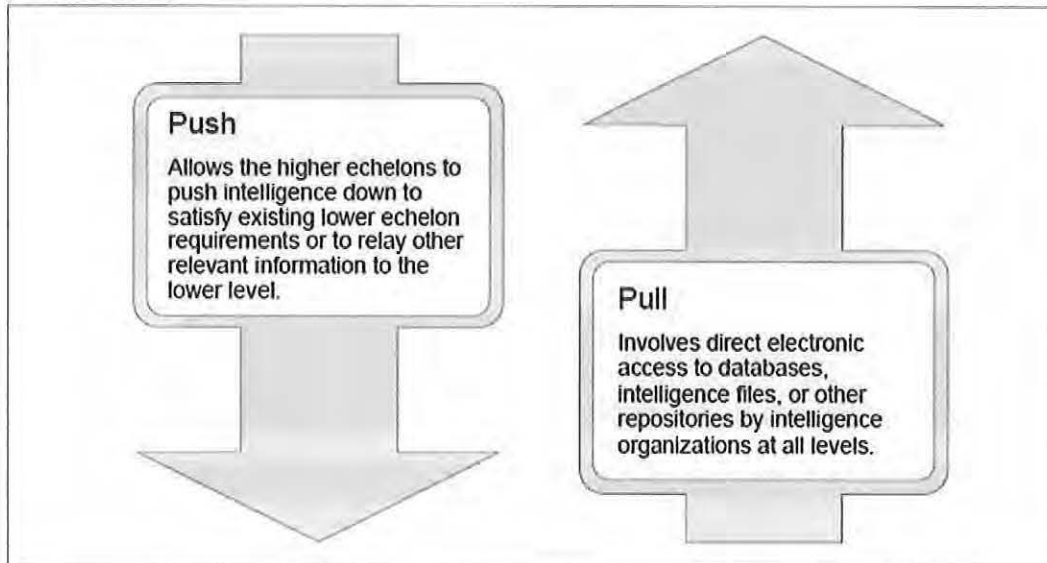 Push
Allows the higher echelons to
push intelligence down to
satisfy existing lower echelon
requirements or to relay other
relevant information to the
lower level.
Pull
Involves direct electronic
access to databases,
intelligence files, or other
repositories by intelligence
organizations at all levels.